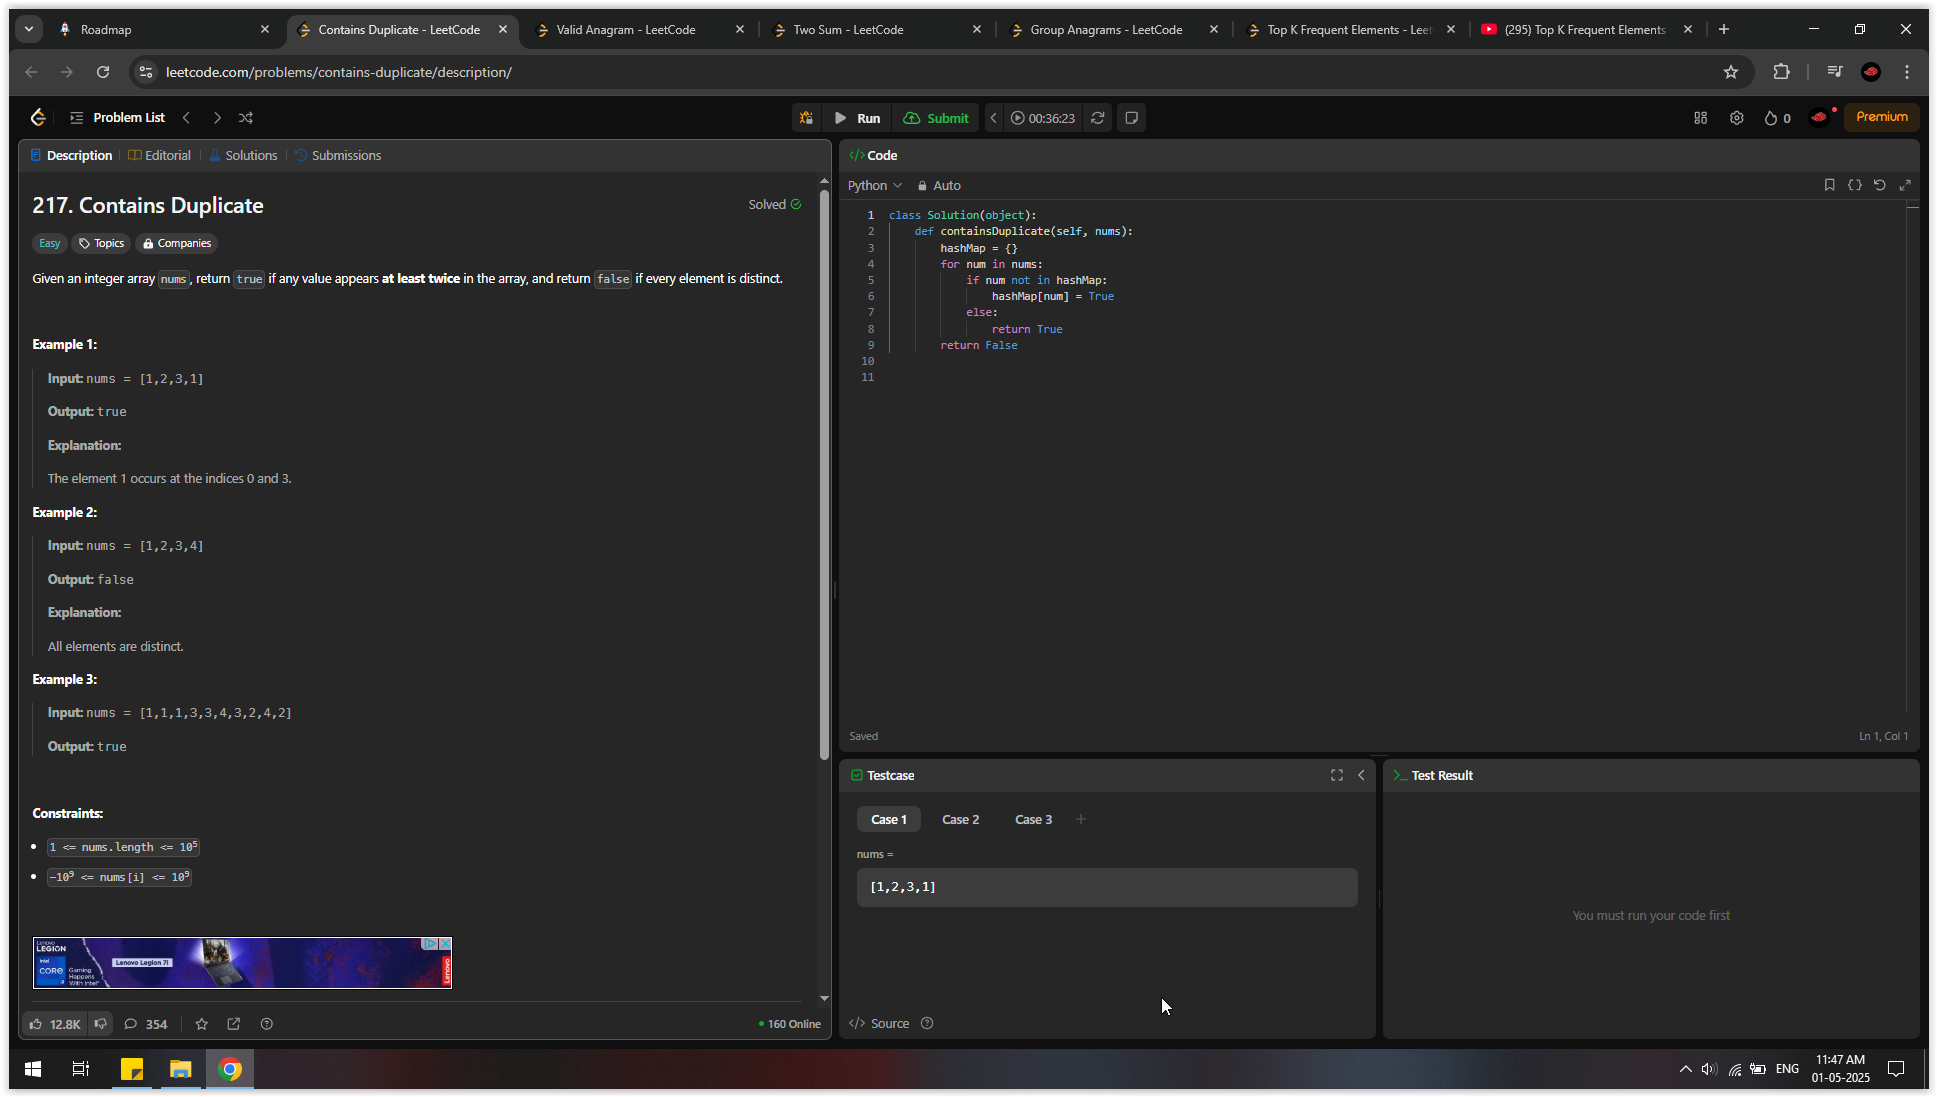 Roadmap
Contains Duplicate - LeetCode
Valid Anagram - LeetCode
Two Sum - LeetCode
Group Anagrams - LeetCode
Top K Frequent Elements - Leet
(295) Top K Frequent Elements
leetcode.com/problems/contains-duplicate/description/
Problem List
Run
Submit
00:36:23
0
Premium
Description
Editorial
Solutions
Submissions
217. Contains Duplicate
Solved
Easy
Topics
Companies
Given an integer array nums, return true if any value appears at least twice in the array, and return false if every element is distinct.
Example 1:
Input: nums = [1,2,3,1]
Output: true
Explanation:
The element 1 occurs at the indices 0 and 3.
Example 2:
Input: nums = [1,2,3,4]
Output: false
Explanation:
All elements are distinct.
Example 3:
Input: nums = [1,1,1,3,3,4,3,2,4,2]
Output: true
Constraints:
1 <= nums.length <= 10⁵
-10⁹ <= nums[i] <= 10⁹
Lenovo
LEGION
intel
CORE
Gaming
Happens
With Intel
Lenovo Legion 7i
Lenovo
12.8K
354
160 Online
</> Code
Python
Auto
1 class Solution(object):
2     def containsDuplicate(self, nums):
3         hashMap = {}
4         for num in nums:
5             if num not in hashMap:
6                 hashMap[num] = True
7             else:
8                 return True
9         return False
10
11
Saved
Ln 1, Col 1
Testcase
Case 1
Case 2
Case 3
+
nums =
[1,2,3,1]
</> Source
>_ Test Result
You must run your code first
ENG
11:47 AM
01-05-2025